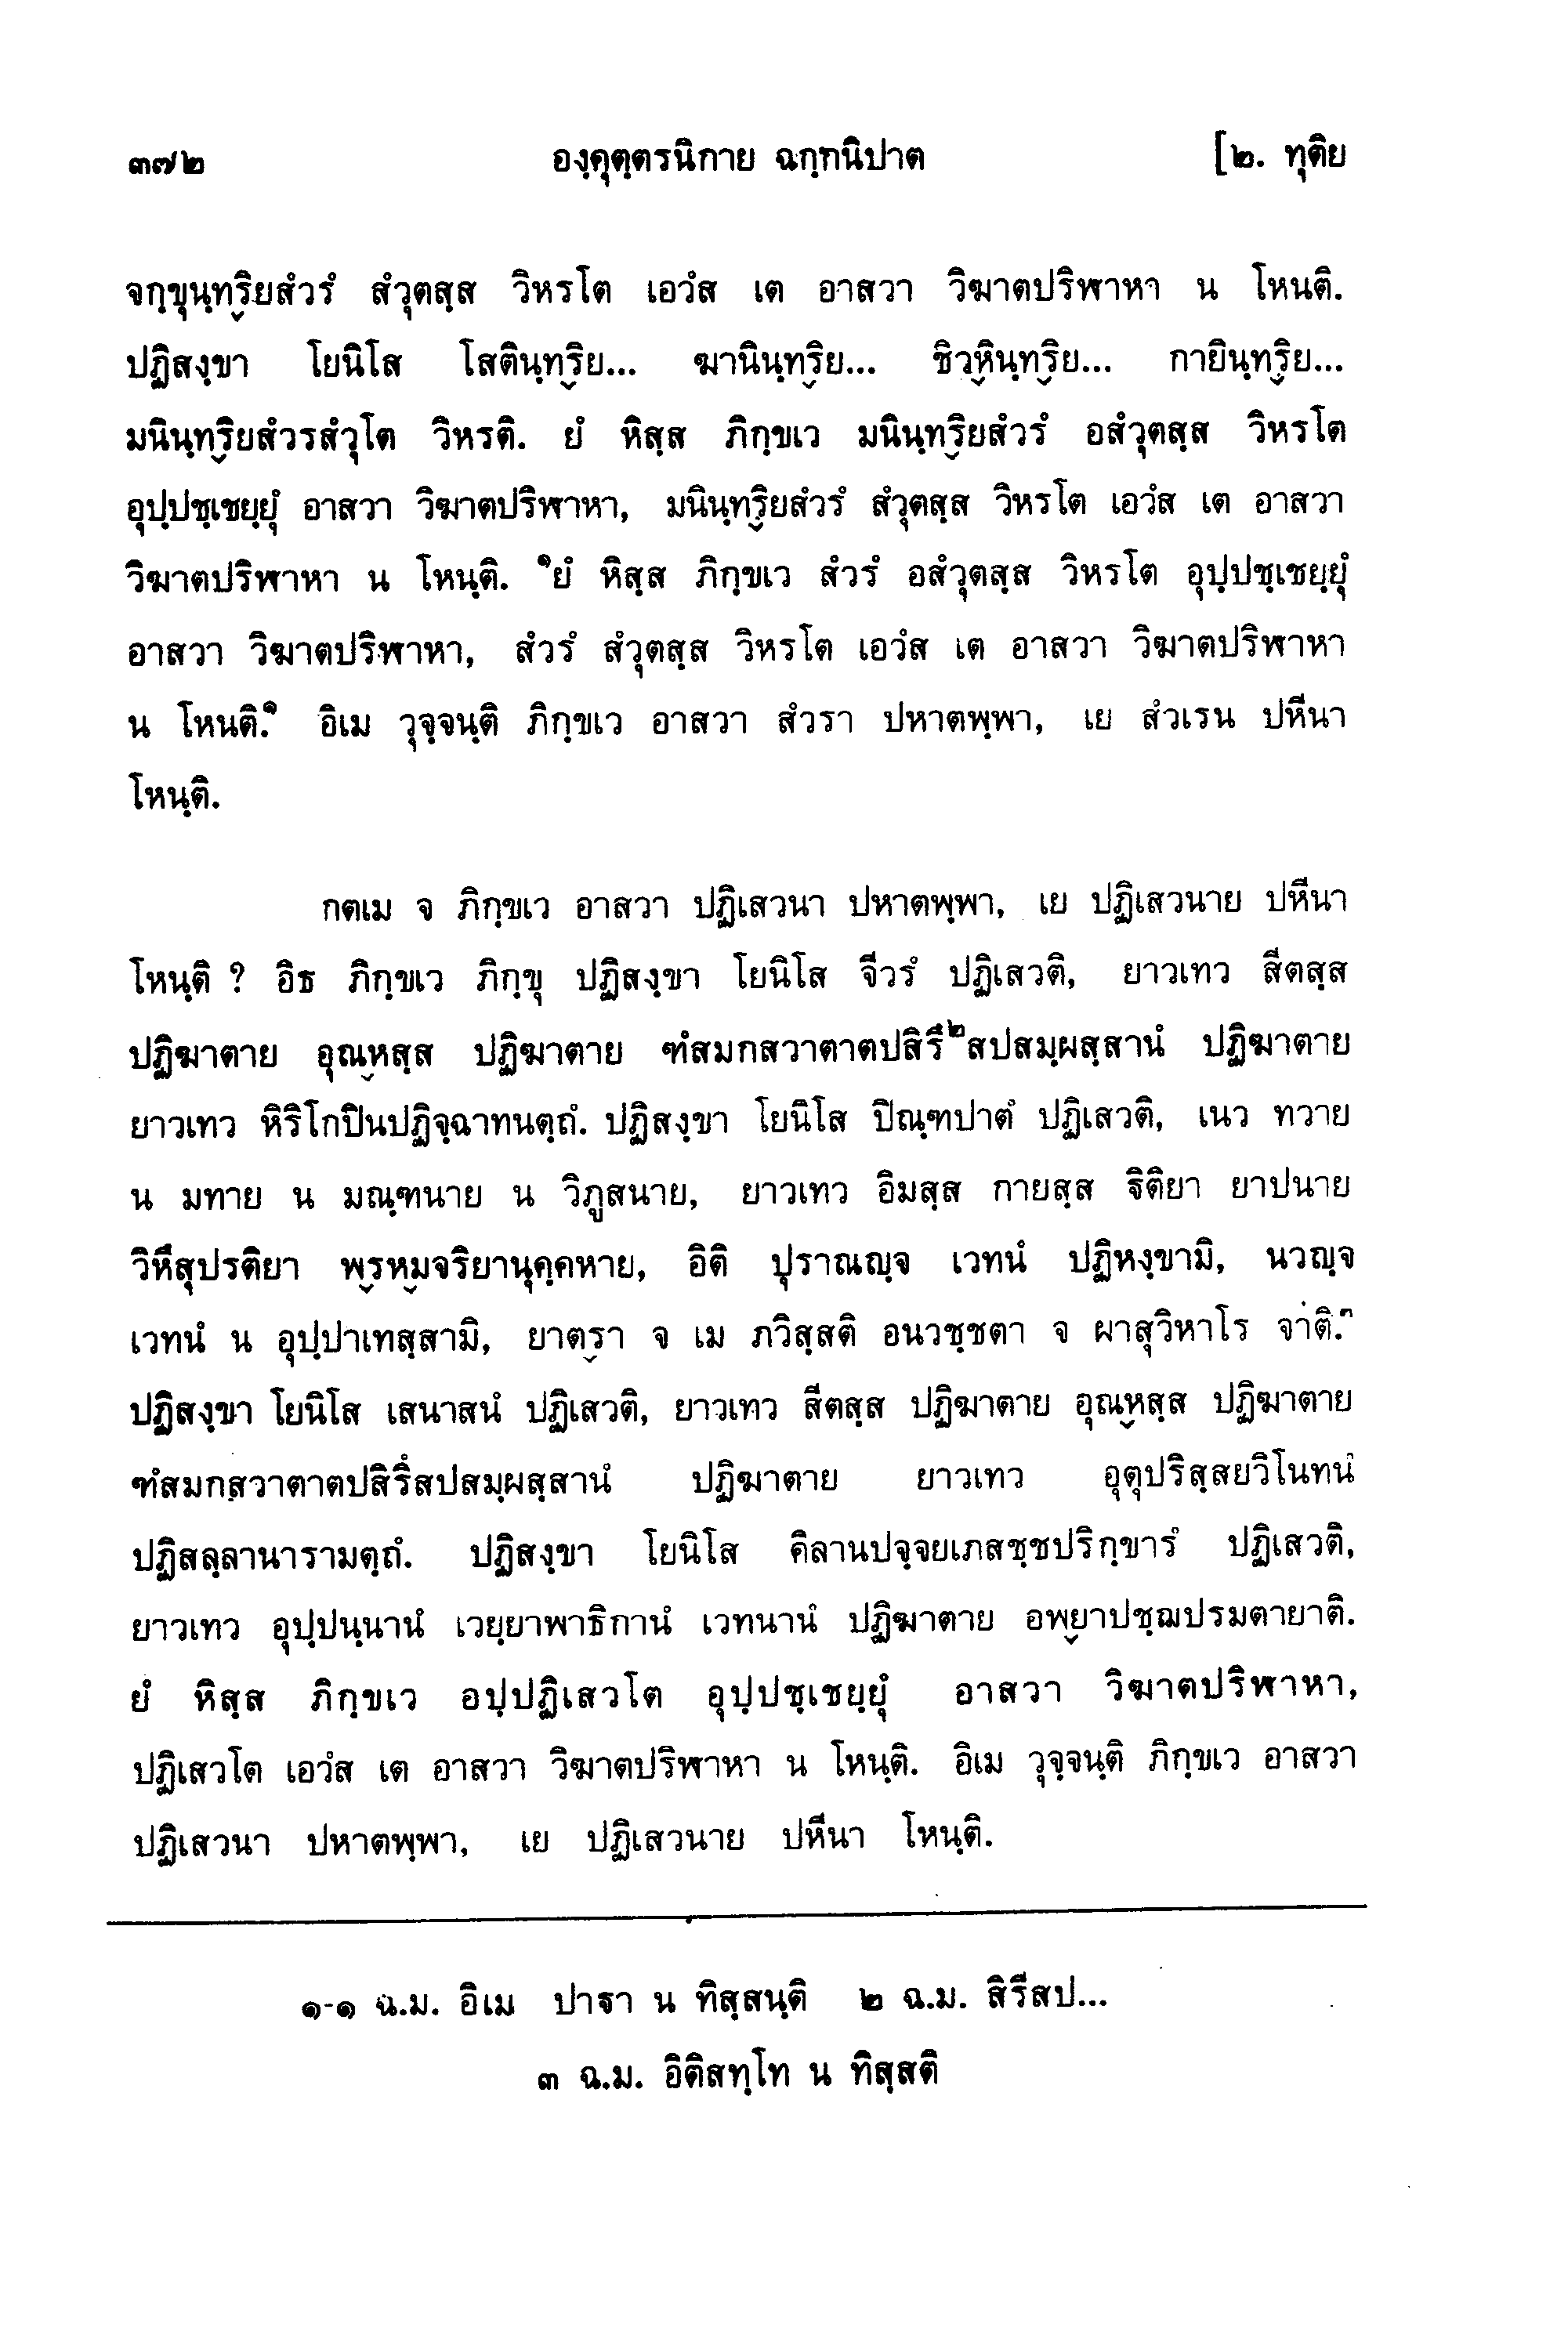 ๓๗๒ องฺคุตฺตรนิกาย ฉกฺกนิปาต [๒. ทุติย
จกฺขุนฺทฺริยสํวรํ สํวุตสฺส วิหรโต เอวํส เต อาสวา วิฆาตปริฬาหา น โหนติ.
ปฏิสงฺขา โยนิโส โสตินฺทฺริย... ฆานินฺทฺริย... ชิวฺหินฺทฺริย... กายินฺทฺริย...
มนินฺทฺริยสํวรสํวุโต วิหรติ. ยํ หิสฺส ภิกฺขเว มนินฺทฺริยสํวรํ อสํวุตสฺส วิหรโต
อุปฺปชฺเชยฺยุํ อาสวา วิฆาตปริฬาหา, มนินฺทฺริยสํวรํ สํวุตสฺส วิหรโต เอวํส เต อาสวา
วิฆาตปริฬาหา น โหนฺติ. ๑ยํ หิสฺส ภิกฺขเว สํวรํ อสํวุตสฺส วิหรโต อุปฺปชฺเชยฺยุํ
อาสวา วิฆาตปริฬาหา, สํวรํ สํวุตสฺส วิหรโต เอวํส เต อาสวา วิฆาตปริฬาหา
น โหนติ.๑ อิเม วุจฺจนฺติ ภิกฺขเว อาสวา สํวรา ปหาตพฺพา, เย สํวเรน ปหีนา
โหนฺติ.
กตเม จ ภิกฺขเว อาสวา ปฏิเสวนา ปหาตพฺพา, เย ปฏิเสวนาย ปหีนา
โหนฺติ ? อิธ ภิกฺขเว ภิกฺขุ ปฏิสงฺขา โยนิโส จีวรํ ปฏิเสวติ, ยาวเทว สีตสฺส
ปฏิฆาตาย อุณฺหสฺส ปฏิฆาตาย ฑํสมกสวาตาตปสิรึ๒สปสมฺผสฺสานํ ปฏิฆาตาย
ยาวเทว หิริโกปินปฏิจฺฉาทนตฺถํ. ปฏิสงฺขา โยนิโส ปิณฺฑปาตํ ปฏิเสวติ, เนว ทวาย
น มทาย น มณฺฑนาย น วิภูสนาย, ยาวเทว อิมสฺส กายสฺส ฐิติยา ยาปนาย
วิหึสุปรติยา พฺรหฺมจริยานุคฺคหาย, อิติ ปุราณญฺจ เวทนํ ปฏิหงฺขามิ, นวญฺจ
เวทนํ น อุปฺปาเทสฺสามิ, ยาตฺรา จ เม ภวิสฺสติ อนวชฺชตา จ ผาสุวิหาโร จาติ.๓
ปฏิสงฺขา โยนิโส เสนาสนํ ปฏิเสวติ, ยาวเทว สีตสฺส ปฏิฆาตาย อุณฺหสฺส ปฏิฆาตาย
ฑํสมกสวาตาตปสิรึสปสมฺผสฺสานํ ปฏิฆาตาย ยาวเทว อุตุปริสฺสยวิโนทนํ
ปฏิสลฺลานารามตฺถํ. ปฏิสงฺขา โยนิโส คิลานปจฺจยเภสชฺชปริกฺขารํ ปฏิเสวติ,
ยาวเทว อุปฺปนฺนานํ เวยฺยาพาธิกานํ เวทนานํ ปฏิฆาตาย อพฺยาปชฺฌปรมตายาติ.
ยํ หิสฺส ภิกฺขเว อปฺปฏิเสวโต อุปฺปชฺเชยฺยุํ อาสวา วิฆาตปริฬาหา,
ปฏิเสวโต เอวํส เต อาสวา วิฆาตปริฬาหา น โหนฺติ. อิเม วุจฺจนฺติ ภิกฺขเว อาสวา
ปฏิเสวนา ปหาตพฺพา, เย ปฏิเสวนาย ปหีนา โหนฺติ.
๑-๑ ฉ.ม. อิเม ปาฐา น ทิสฺสนฺติ ๒ ฉ.ม. สิรีสป...
๓ ฉ.ม. อิติสทฺโท น ทิสฺสติ